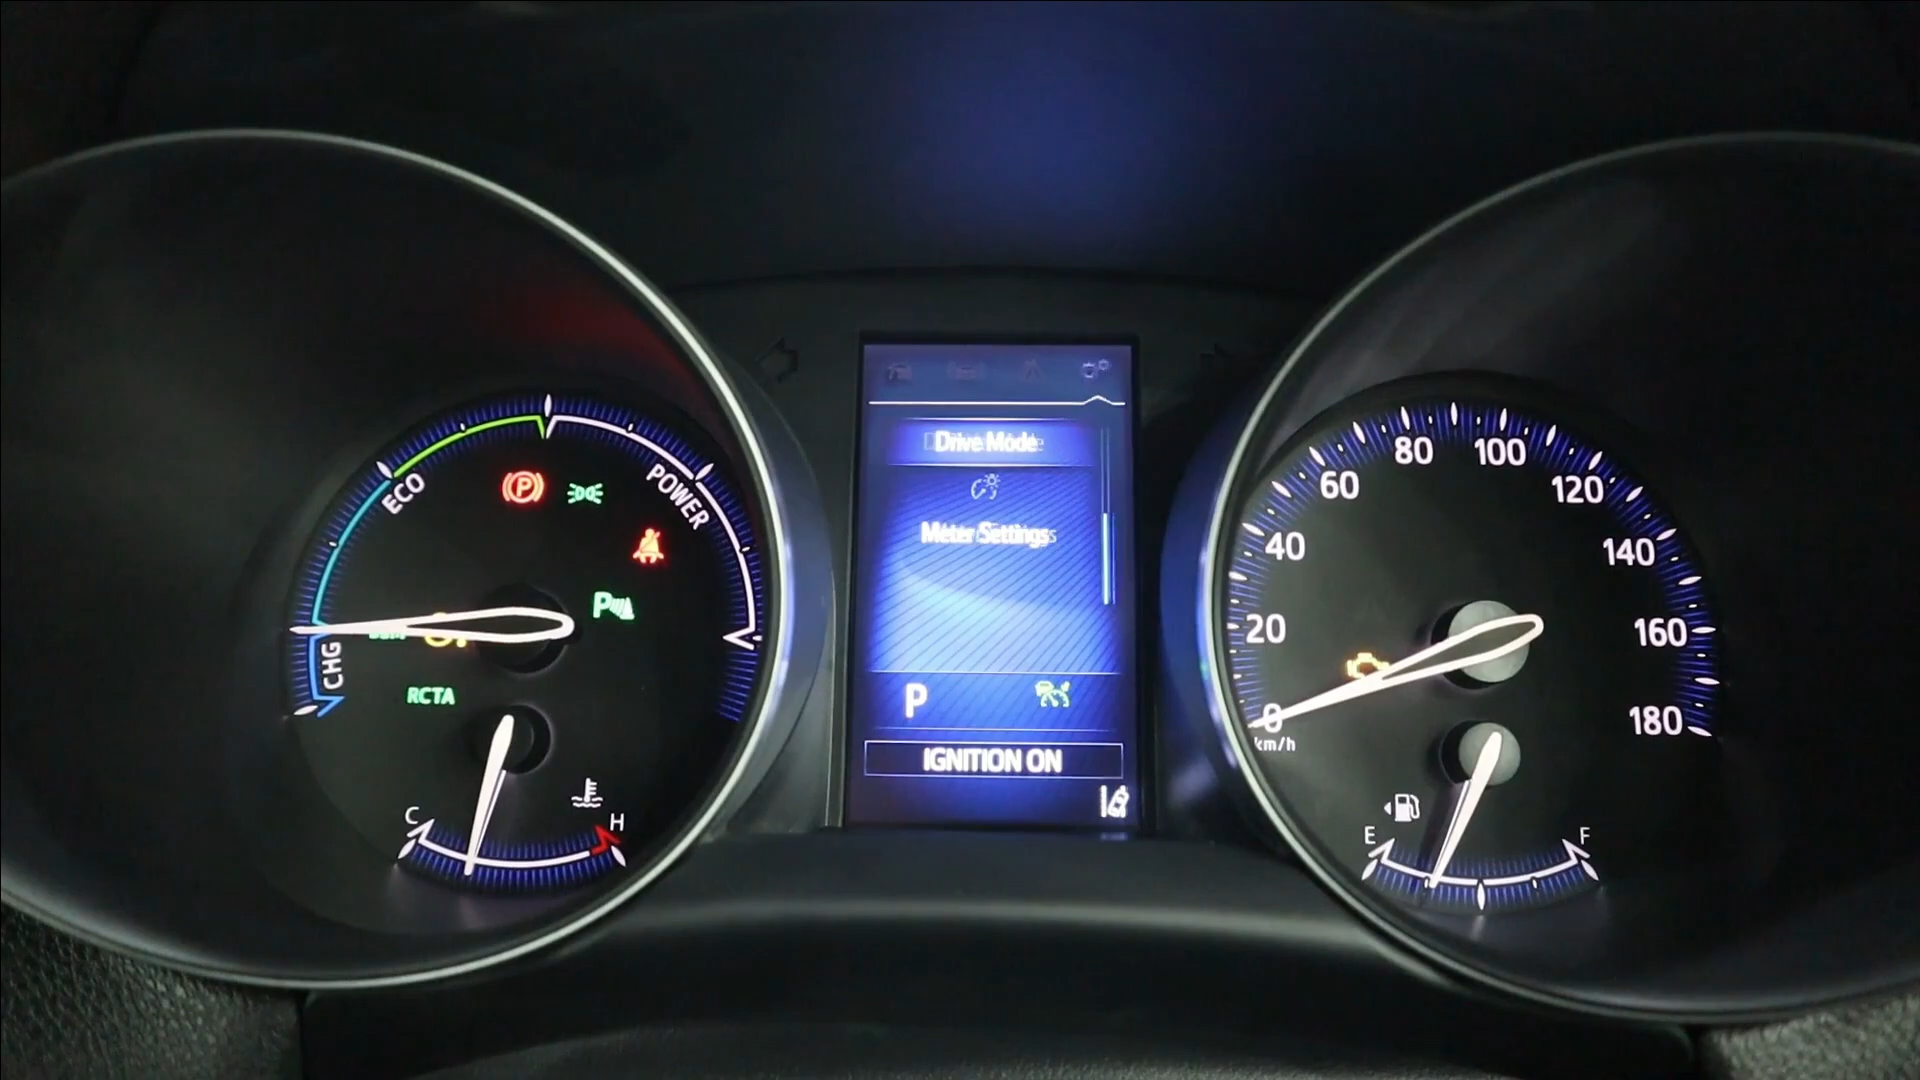 ECO
POWER
CHG
P
P
RCTA
C
H
Drive Mode
Meter Settings
P
IGNITION ON
0
20
40
60
80
100
120
140
160
180
km/h
E
F